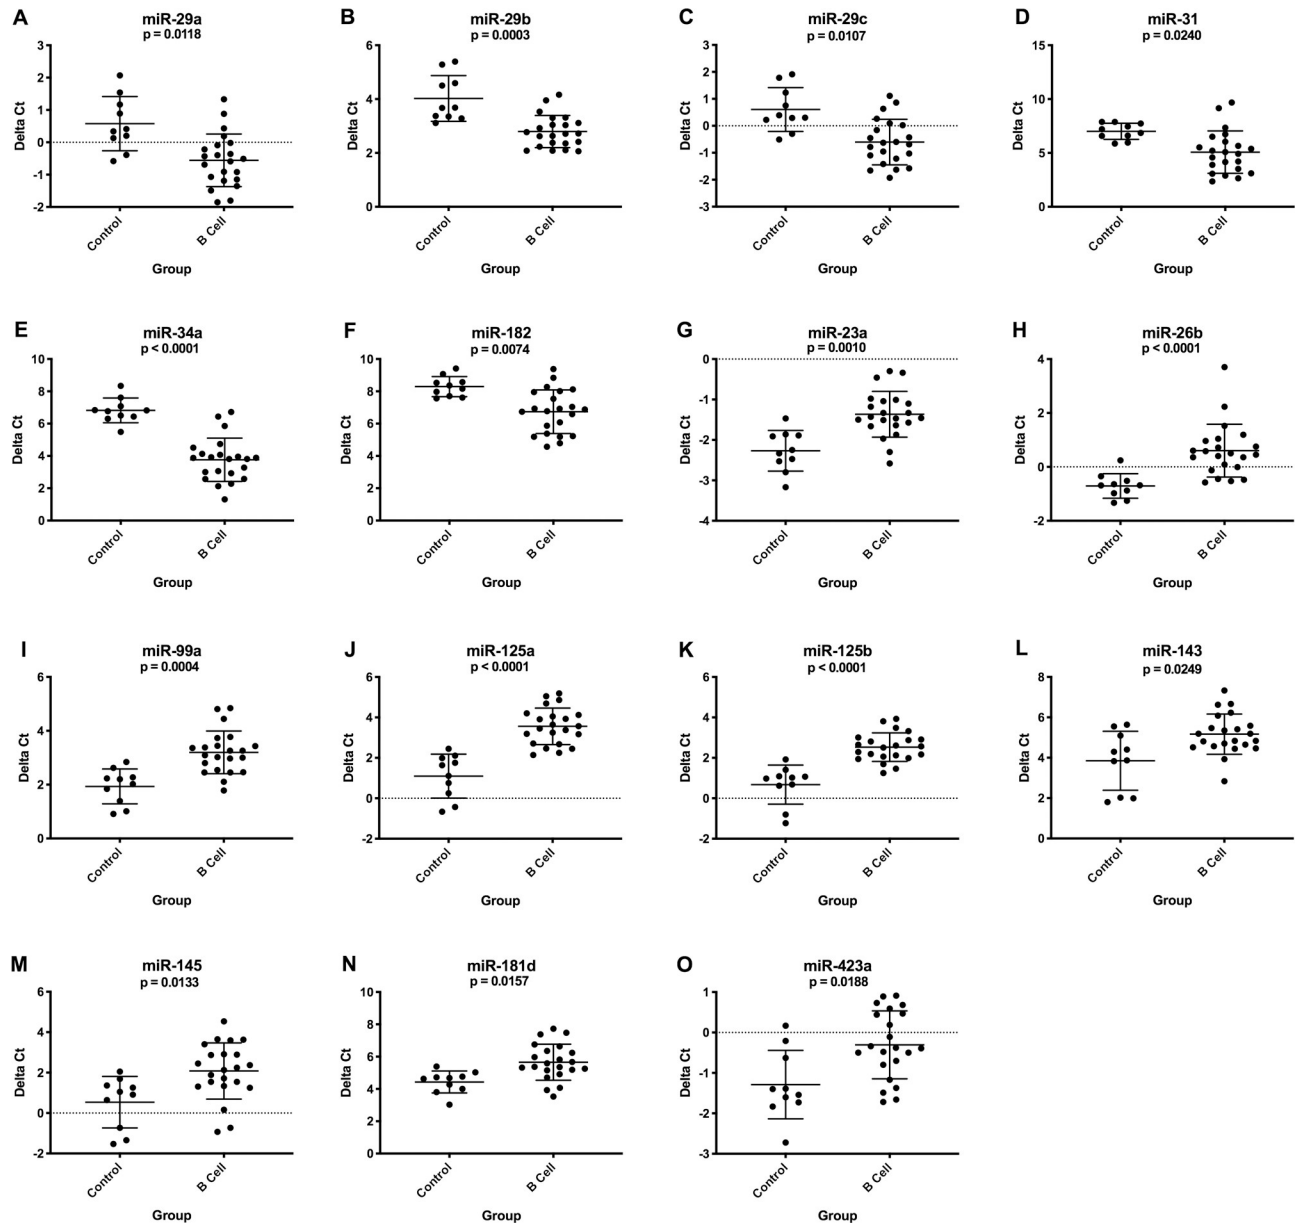 A
miR-29a
p = 0.0118
3
2
1
0
-1
-2
Delta Ct
Control
B Cell
Group
B
miR-29b
p = 0.0003
6
4
2
0
Delta Ct
Control
B Cell
Group
C
miR-29c
p = 0.0107
3
2
1
0
-1
-2
-3
Delta Ct
Control
B Cell
Group
D
miR-31
p = 0.0240
15
10
5
0
Delta Ct
Control
B Cell
Group
E
miR-34a
p < 0.0001
10
8
6
4
2
0
Delta Ct
Control
B Cell
Group
F
miR-182
p = 0.0074
10
8
6
4
2
0
Delta Ct
Control
B Cell
Group
G
miR-23a
p = 0.0010
0
-1
-2
-3
-4
Delta Ct
Control
B Cell
Group
H
miR-26b
p < 0.0001
4
2
0
-2
Delta Ct
Control
B Cell
Group
I
miR-99a
p = 0.0004
6
4
2
0
Delta Ct
Control
B Cell
Group
J
miR-125a
p < 0.0001
6
4
2
0
-2
Delta Ct
Control
B Cell
Group
K
miR-125b
p < 0.0001
6
4
2
0
-2
Delta Ct
Control
B Cell
Group
L
miR-143
p = 0.0249
8
6
4
2
0
Delta Ct
Control
B Cell
Group
M
miR-145
p = 0.0133
6
4
2
0
-2
Delta Ct
Control
B Cell
Group
N
miR-181d
p = 0.0157
10
8
6
4
2
0
Delta Ct
Control
B Cell
Group
O
miR-423a
p = 0.0188
1
0
-1
-2
-3
Delta Ct
Control
B Cell
Group